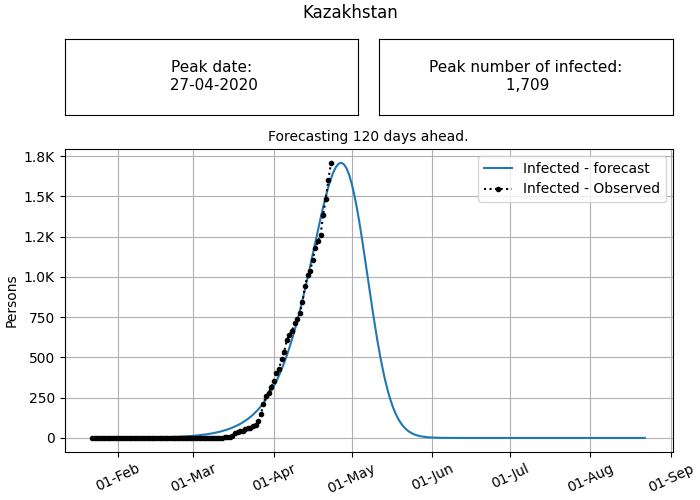 Kazakhstan
Peak date:
27-04-2020
Peak number of infected:
1,709
Forecasting 120 days ahead.
Infected - forecast
Infected - Observed
Persons
1.8K
1.5K
1.2K
1.0K
750
500
250
0
01-Feb
01-Mar
01-Apr
01-May
01-Jun
01-Jul
01-Aug
01-Sep